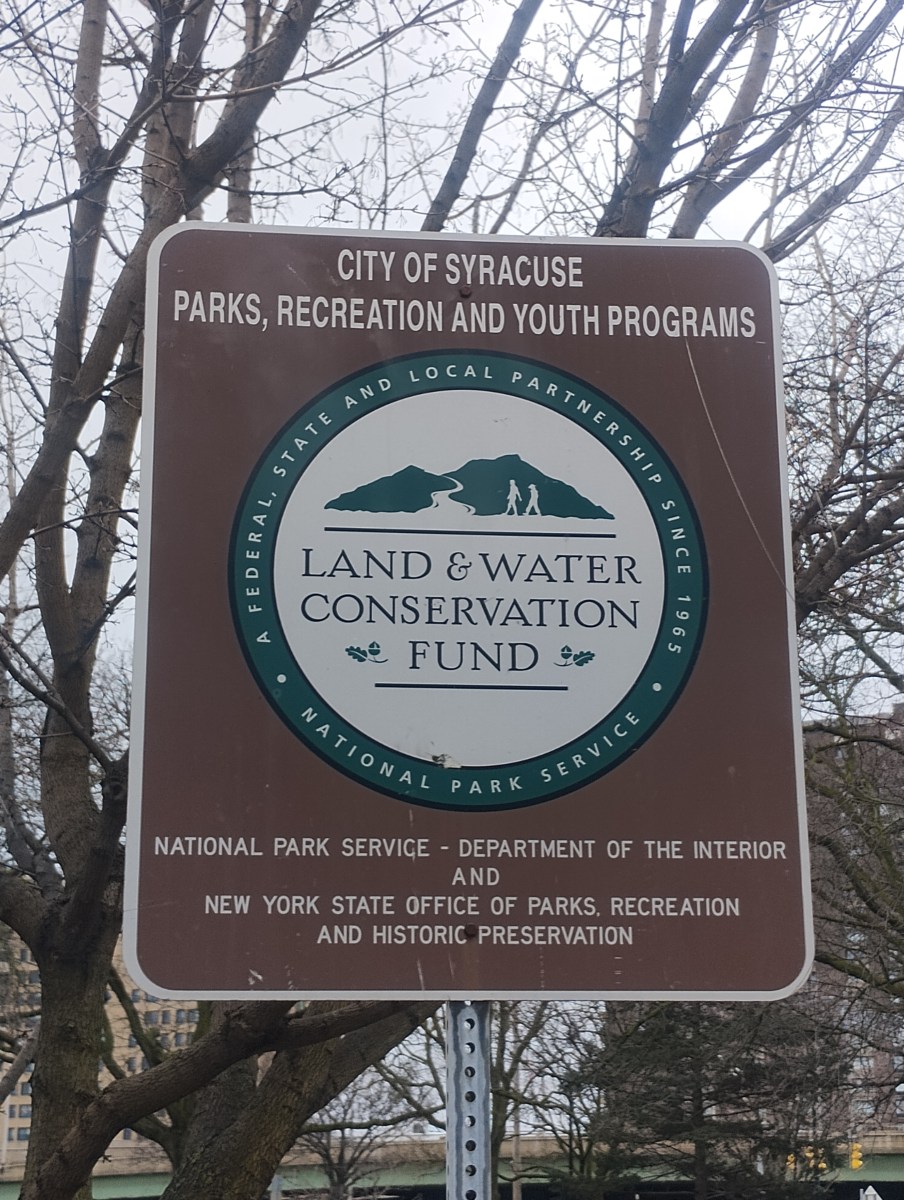 CITY OF SYRACUSE
PARKS, RECREATION AND YOUTH PROGRAMS
A FEDERAL, STATE AND LOCAL PARTNERSHIP SINCE 1965
LAND & WATER
CONSERVATION
FUND
NATIONAL PARK SERVICE
NATIONAL PARK SERVICE - DEPARTMENT OF THE INTERIOR
AND
NEW YORK STATE OFFICE OF PARKS, RECREATION
AND HISTORIC PRESERVATION